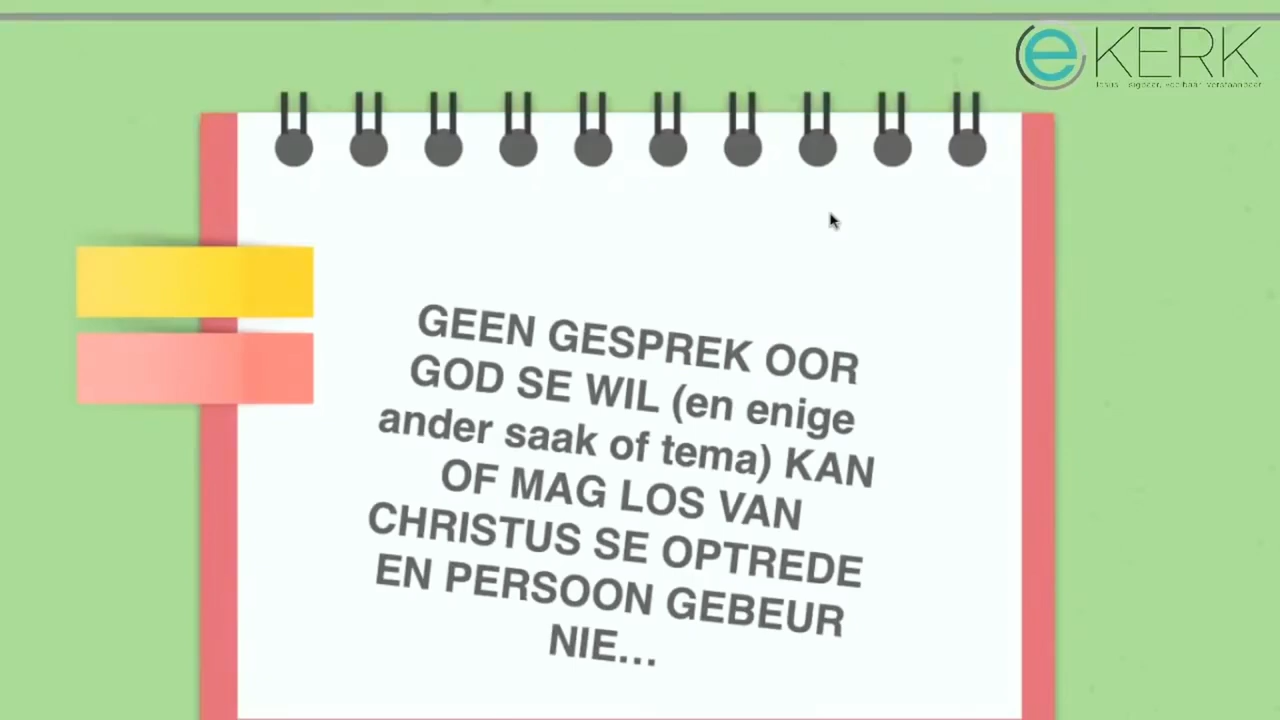 eKERK
GEEN GESPREK OOR
GOD SE WIL (en enige
ander saak of tema) KAN
OF MAG LOS VAN
CHRISTUS SE OPTREDE
EN PERSOON GEBEUR
NIE...